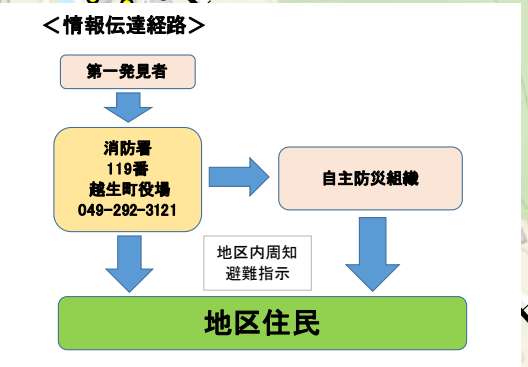 ＜情報伝達経路＞
第一発見者
消防署
119番
越生町役場
049-292-3121
自主防災組織
地区内周知
避難指示
地区住民